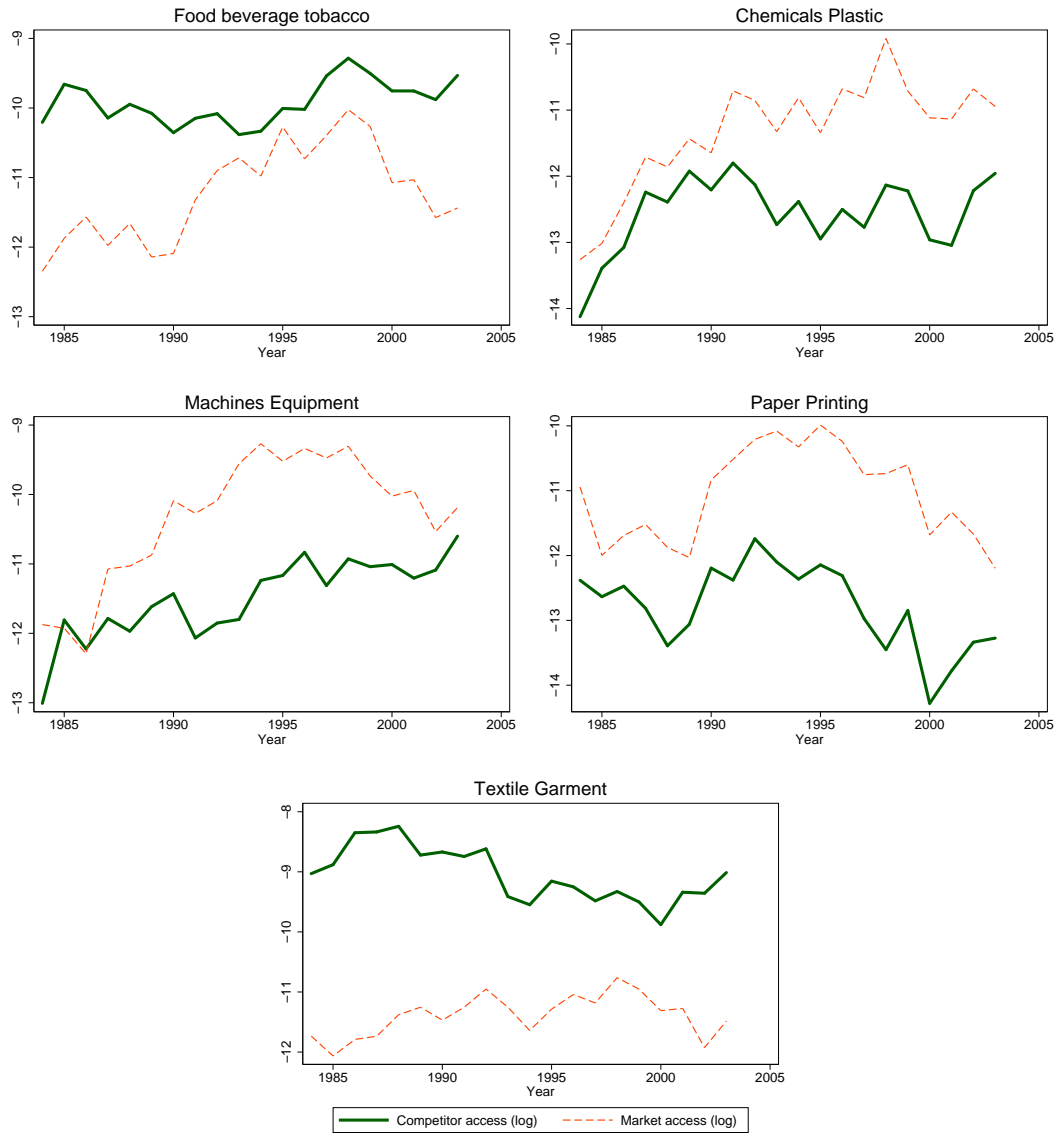 Food beverage tobacco
−9
−10
−11
−12
−13
1985 1990 1995 2000 2005
Year
Chemicals Plastic
−10
−11
−12
−13
−14
1985 1990 1995 2000 2005
Year
Machines Equipment
−9
−10
−11
−12
−13
1985 1990 1995 2000 2005
Year
Paper Printing
−10
−11
−12
−13
−14
1985 1990 1995 2000 2005
Year
Textile Garment
−8
−9
−10
−11
−12
1985 1990 1995 2000 2005
Year
Competitor access (log) Market access (log)